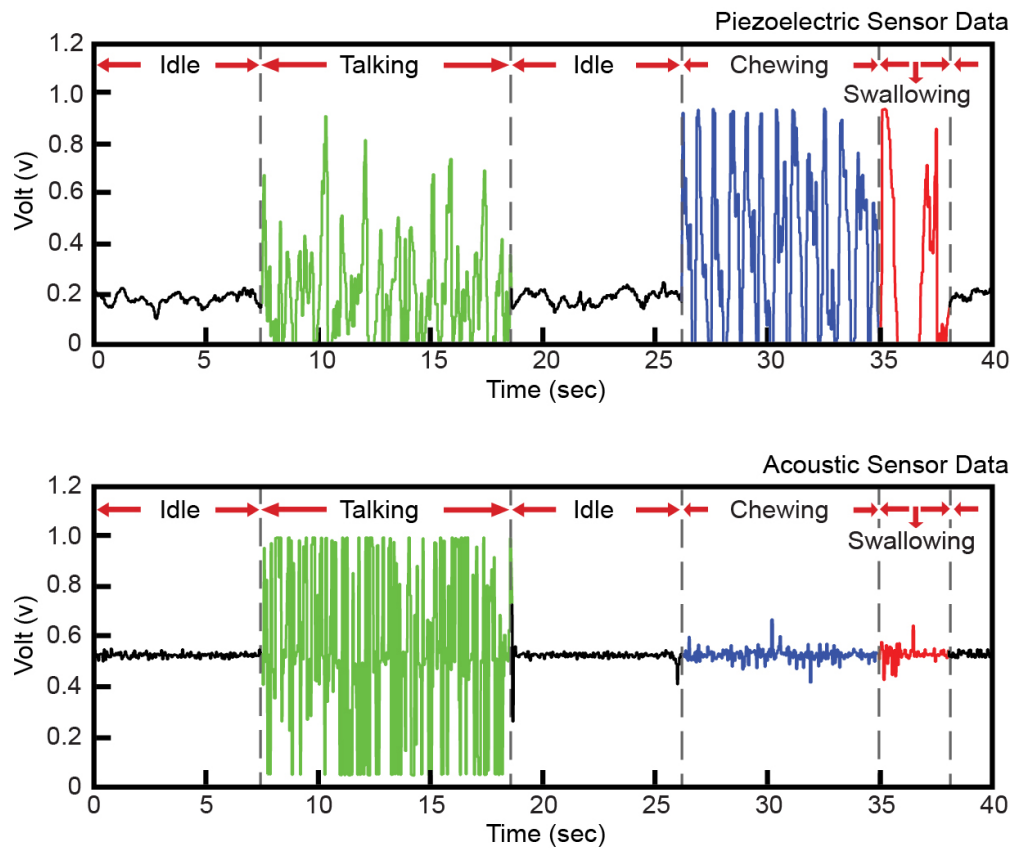 Piezoelectric Sensor Data
1.2
Idle Talking Idle Chewing
Swallowing
1.0
0.8
0.6
0.4
0.2
0
Volt (v)
0 5 10 15 20 25 30 35 40
Time (sec)
Acoustic Sensor Data
1.2
Idle Talking Idle Chewing
Swallowing
1.0
0.8
0.6
0.4
0.2
0
Volt (v)
0 5 10 15 20 25 30 35 40
Time (sec)